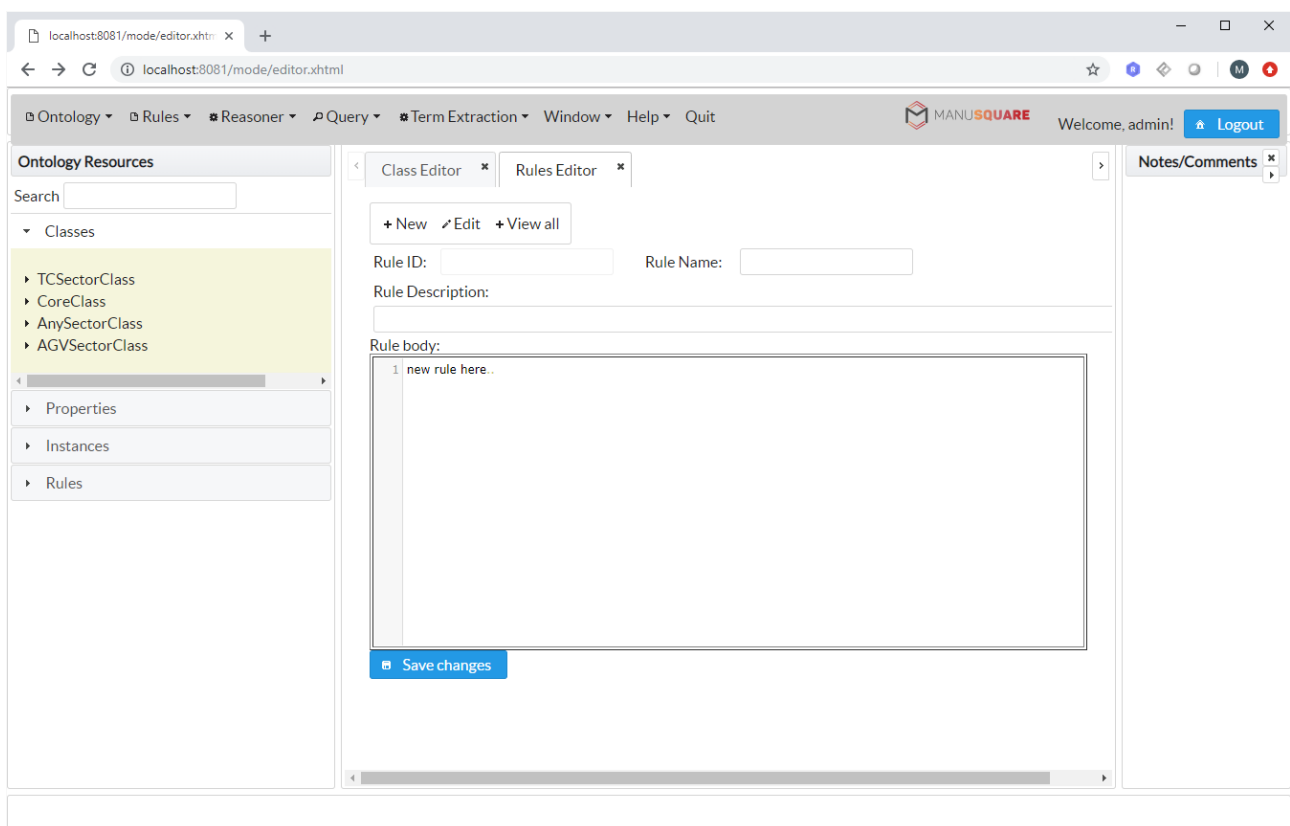 localhost:8081/mode/editor.xhtm
localhost:8081/mode/editor.xhtml
R
M
Ontology Rules Reasoner Query Term Extraction Window Help Quit
MANUSQUARE
Welcome, admin! Logout
Ontology Resources
Search
Classes
TCSectorClass
CoreClass
AnySectorClass
AGVSectorClass
Properties
Instances
Rules
Class Editor Rules Editor
New Edit View all
Rule ID: Rule Name:
Rule Description:
Rule body:
1 new rule here..
Save changes
Notes/Comments